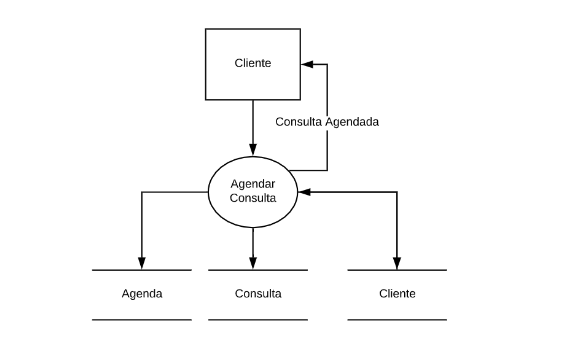 Cliente
Consulta Agendada
Agendar
Consulta
Agenda
Consulta
Cliente